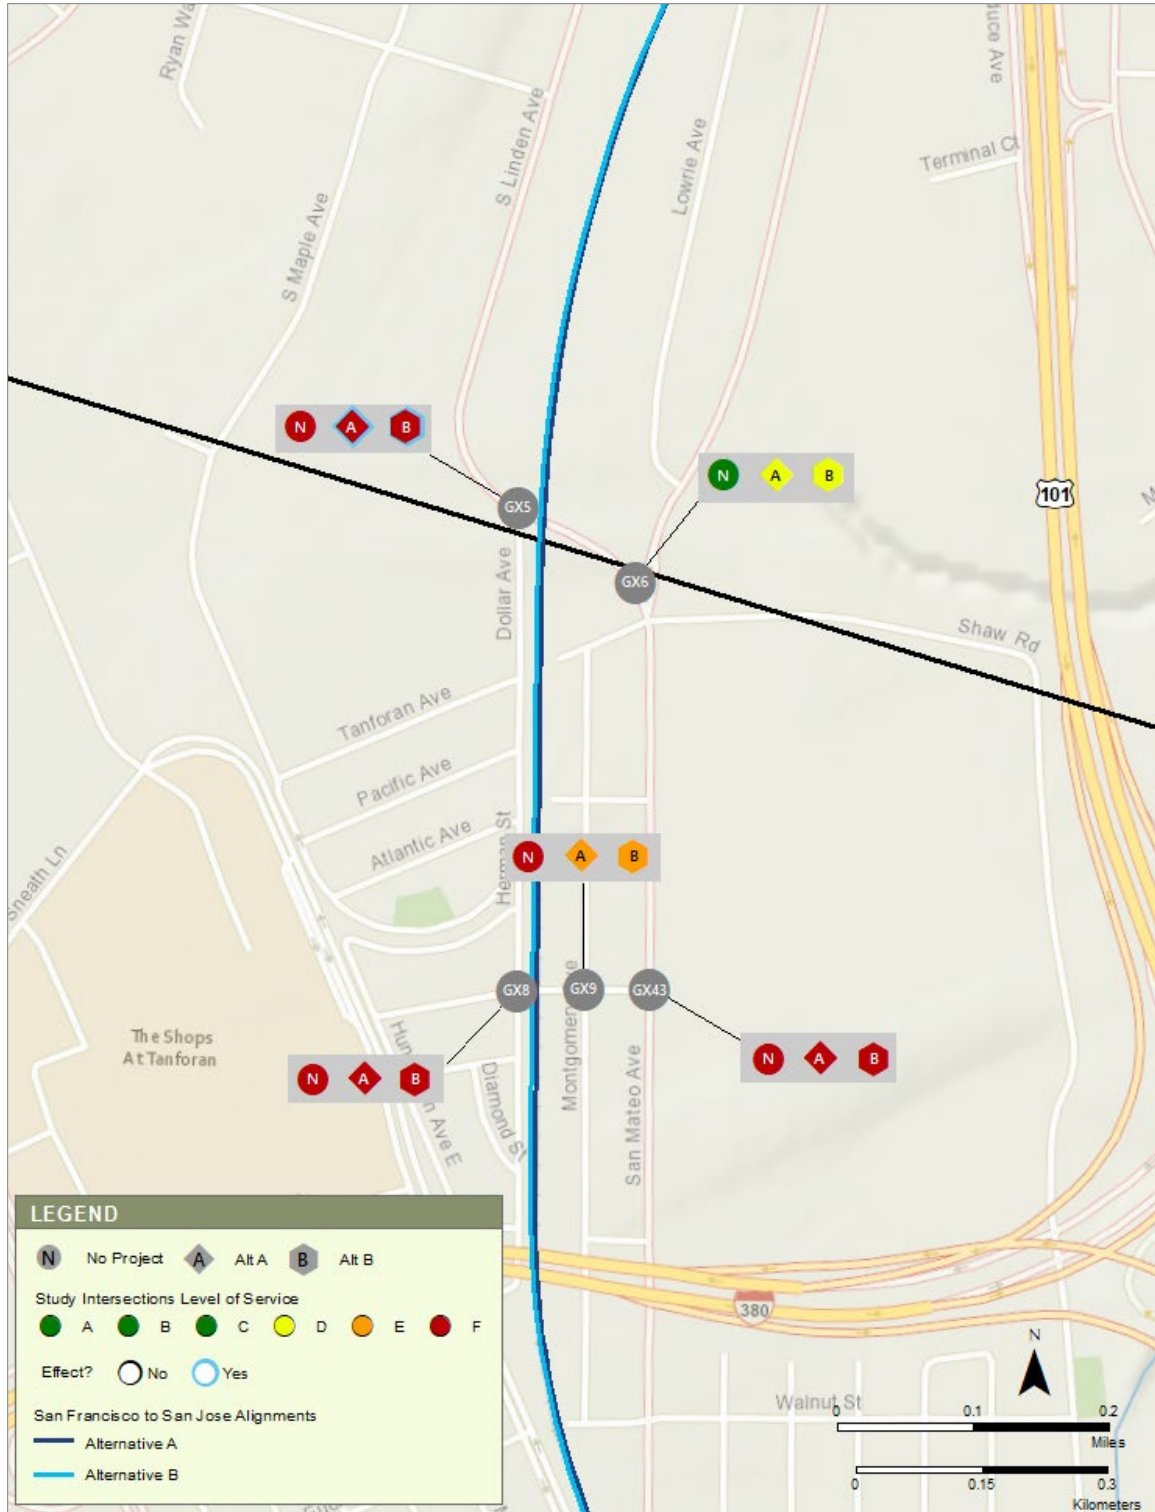 Ryan Wa
duce Ave
S Linden Ave
Lowrie Ave
Terminal Ct
S Maple Ave
N A B
N A B
101
GX5
Dollar Ave
GX6
Shaw Rd
Tanforan Ave
Pacific Ave
Atlantic Ave
Herman St
N A B
Sneath Ln
GX8 GX9 GX43
The Shops
At Tanforan
Montgomery Ave
San Mateo Ave
Diamond St
N A B
N A B
LEGEND
N No Project A Alt A B Alt B
Study Intersections Level of Service
A B C D E F
Effect? No Yes
San Francisco to San Jose Alignments
Alternative A
Alternative B
380
N
Walnut St
0 0.1 0.2
Miles
0 0.15 0.3
Kilometers